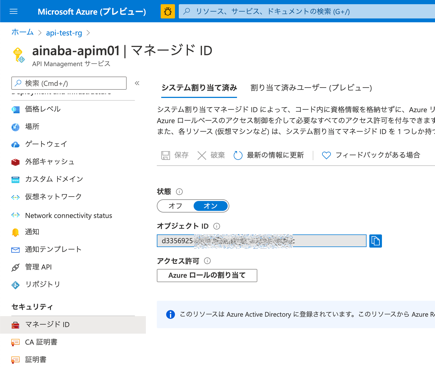 Microsoft Azure (プレビュー)
リソース、サービス、ドキュメントの検索 (G+/)
ホーム > api-test-rg >
ainaba-apim01 | マネージド ID
API Management サービス
検索 (Cmd+/)
«
価格レベル
場所
ゲートウェイ
外部キャッシュ
カスタム ドメイン
仮想ネットワーク
Network connectivity status
通知
通知テンプレート
管理 API
リポジトリ
セキュリティ
マネージド ID
CA 証明書
証明書
システム割り当て済み
割り当て済みユーザー (プレビュー)
システム割り当てマネージド ID によって、コード内に資格情報を格納せずに、Azure リ
Azure ロールベースのアクセス制御を介して必要なすべてのアクセス許可を付与できます
また、各リソース (仮想マシンなど) は、システム割り当てマネージド ID を 1 つしか持
保存
破棄
最新の情報に更新
フィードバックがある場合
状態
オフ
オン
オブジェクト ID
d3356925
アクセス許可
Azure ロールの割り当て
このリソースは Azure Active Directory に登録されています。このリソースから Azure R